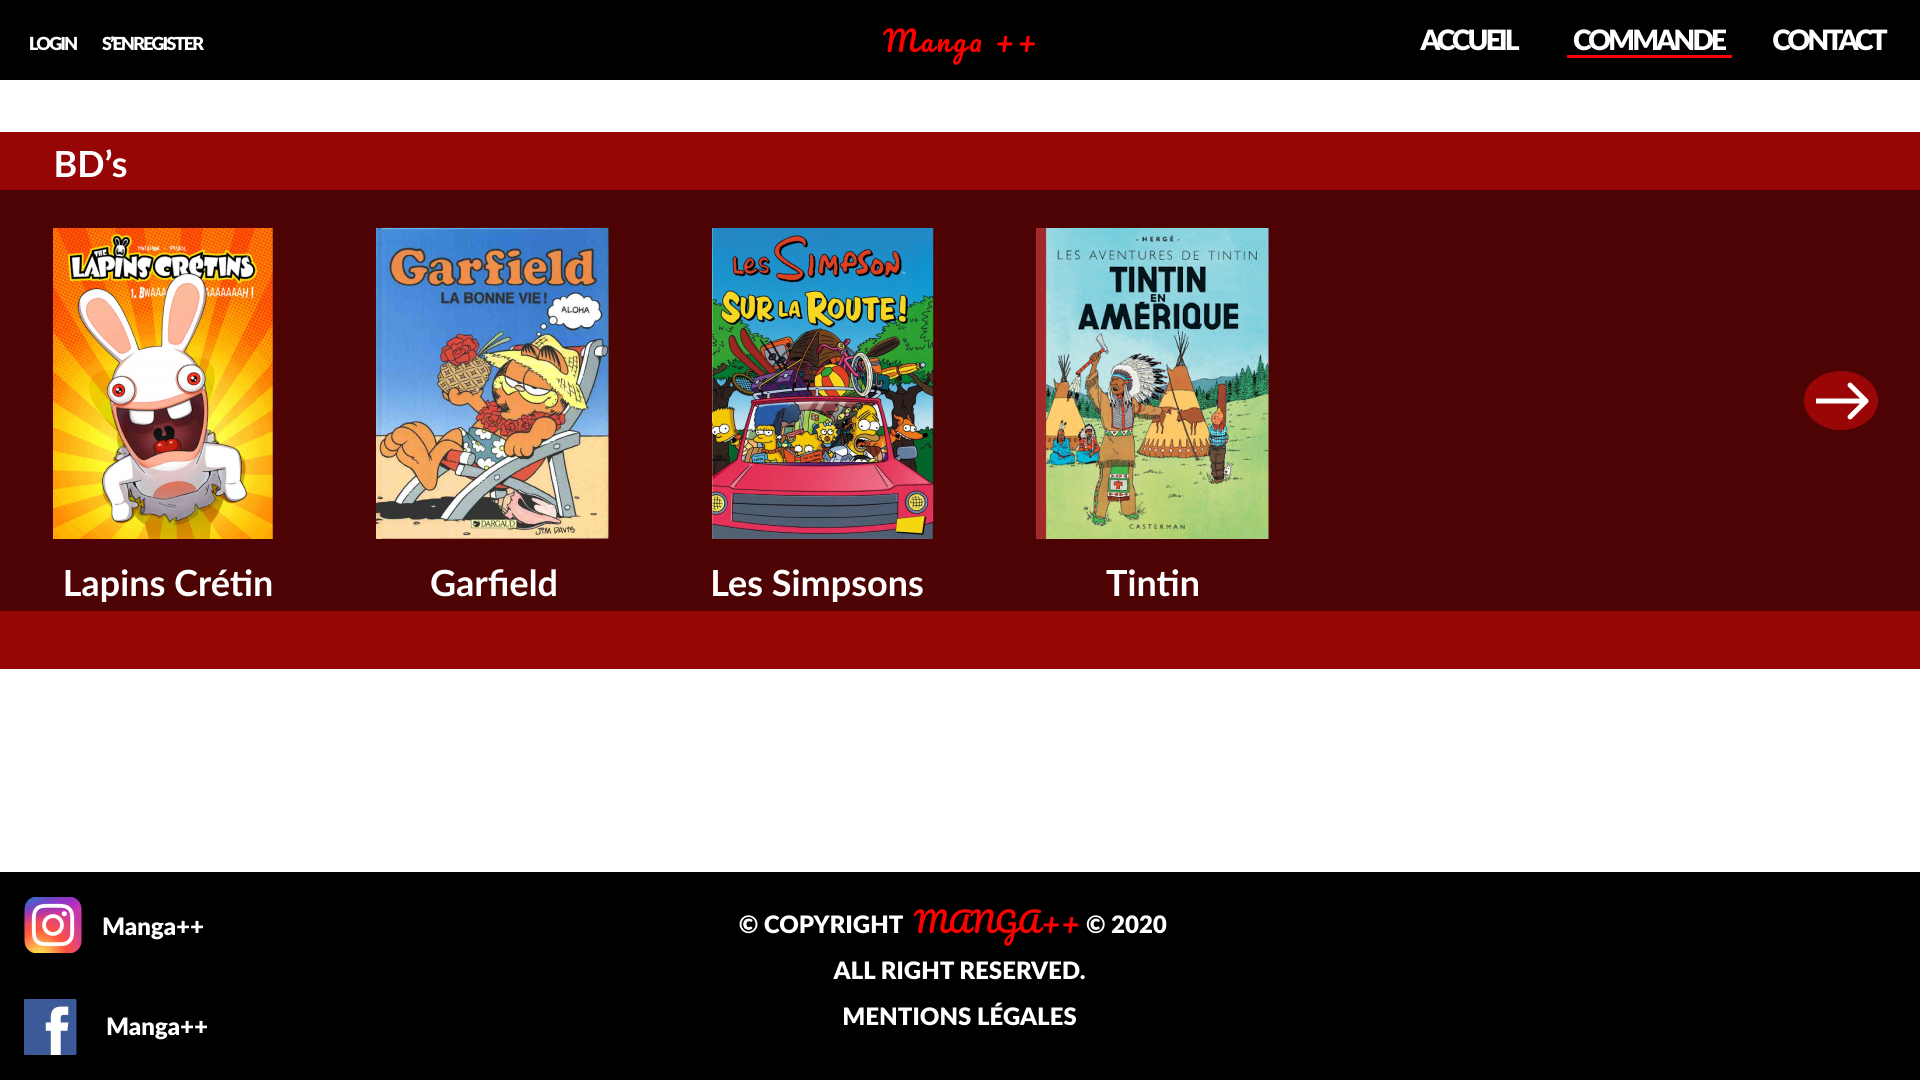 LOGIN S'ENREGISTER Manga ++ ACCUEIL COMMANDE CONTACT
BD’s
THE
LAPINS CRÉTINS
1. BWAAA AAAAAAAH !
Garfield
LA BONNE VIE !
ALOHA
DARGAUD
JIM DAVIS
Les Simpson
SUR LA ROUTE!
- HERGÉ -
LES AVENTURES DE TINTIN
TINTIN
EN
AMÉRIQUE
CASTERMAN
Lapins Crétin Garfield Les Simpsons Tintin
Manga++
Manga++
© COPYRIGHT MANGA++ © 2020
ALL RIGHT RESERVED.
MENTIONS LÉGALES